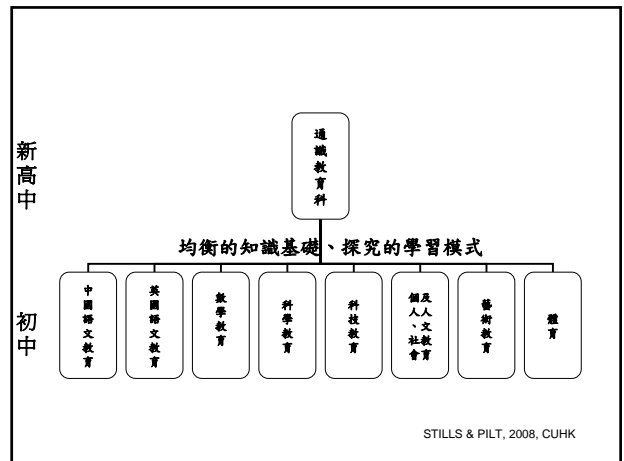 新高中
通識教育科
均衡的知識基礎、探究的學習模式
初中
中國語文教育
英國語文教育
數學教育
科學教育
科技教育
個人、社會
及人文教育
藝術教育
體育
STILLS & PILT, 2008, CUHK